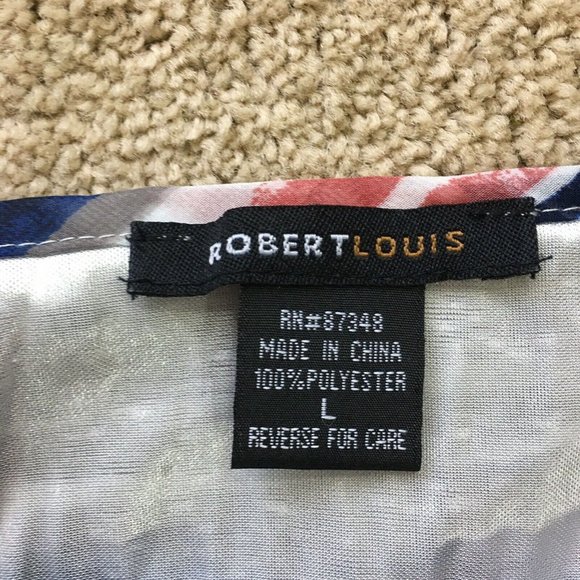 ROBERTLOUIS
RN#87348
MADE IN CHINA
100%POLYESTER
L
REVERSE FOR CARE